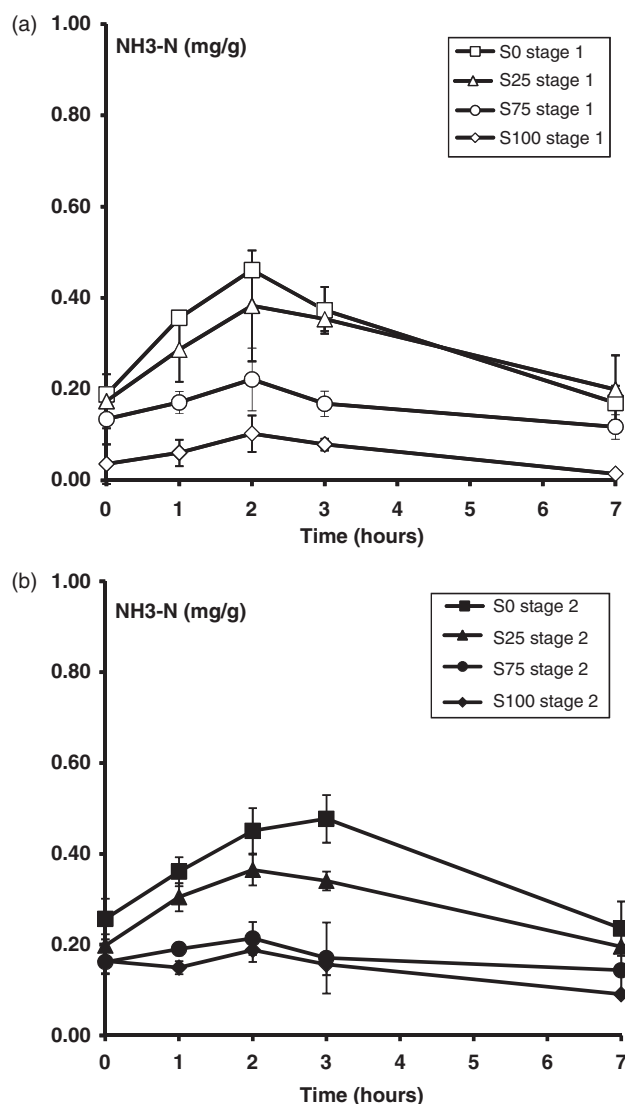 (a)
NH3-N (mg/g)
1.00
0.80
0.60
0.40
0.20
0.00
S0 stage 1
S25 stage 1
S75 stage 1
S100 stage 1
0 1 2 3 4 5 6 7
Time (hours)
(b)
NH3-N (mg/g)
1.00
0.80
0.60
0.40
0.20
0.00
S0 stage 2
S25 stage 2
S75 stage 2
S100 stage 2
0 1 2 3 4 5 6 7
Time (hours)